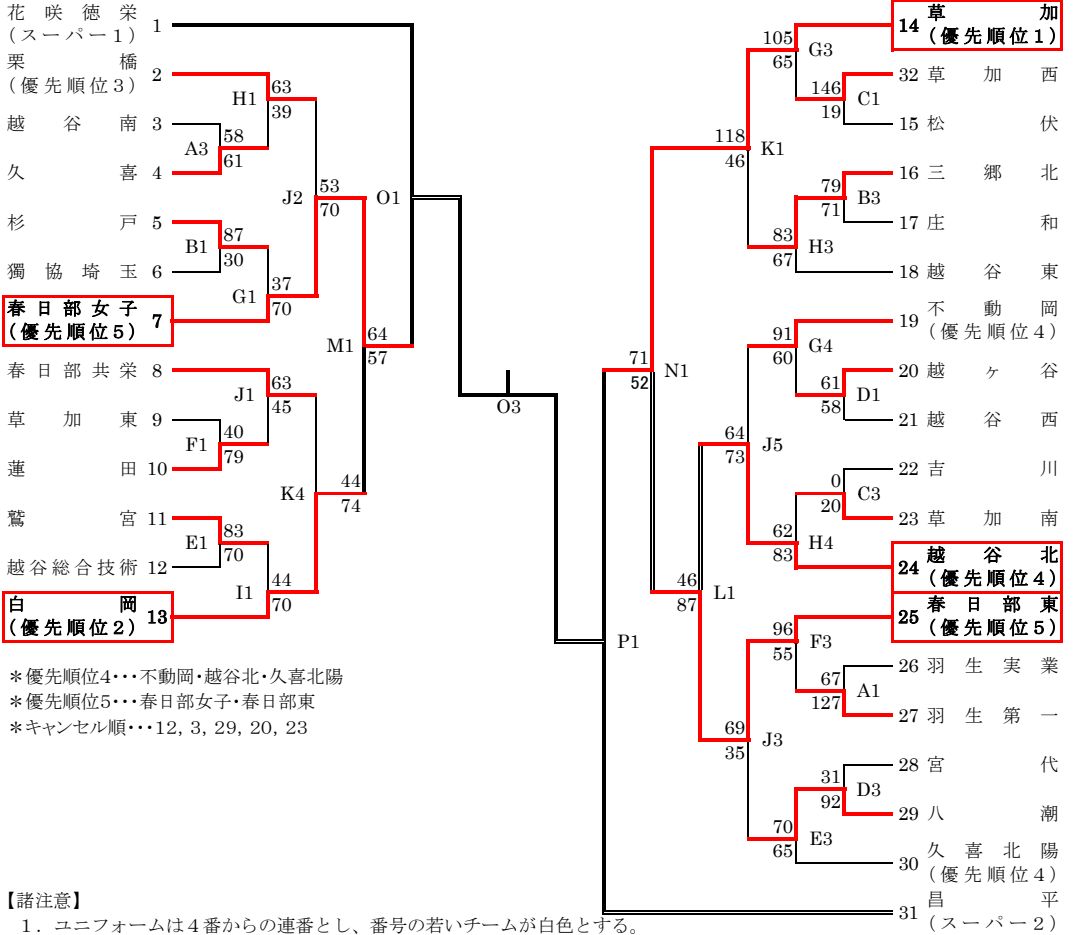 花咲徳栄
(スーパー1) 1
栗橋
(優先順位3) 2
越谷南 3
久喜 4
杉戸 5
獨協埼玉 6
春日部女子
(優先順位5) 7
春日部共栄 8
草加東 9
蓮田 10
鷲宮 11
越谷総合技術 12
白岡
(優先順位2) 13
H1 63 39
A3 58 61
B1 87 30
G1 37 70
J2 53 70
J1 63 45
F1 40 79
K4 44 74
E1 83 70
I1 44 70
M1 64 57
O1
O3
P1
N1 71 52
K1 118 46
G3 105 65
C1 146 19
B3 79 71
H3 83 67
G4 91 60
D1 61 58
J5 64 73
C3 0 20
H4 62 83
L1 46 87
F3 96 55
A1 67 127
J3 69 35
D3 31 92
E3 70 65
14 草加
(優先順位1)
32 草加西
15 松伏
16 三郷北
17 庄和
18 越谷東
19 不動岡
(優先順位4)
20 越ヶ谷
21 越谷西
22 吉川
23 草加南
24 越谷北
(優先順位4)
25 春日部東
(優先順位5)
26 羽生実業
27 羽生第一
28 宮代
29 八潮
30 久喜北陽
(優先順位4)
31 昌平
(スーパー2)
*優先順位4・・・不動岡・越谷北・久喜北陽
*優先順位5・・・春日部女子・春日部東
*キャンセル順・・・12, 3, 29, 20, 23
【諸注意】
1. ユニフォームは4番からの連番とし、番号の若いチームが白色とする。